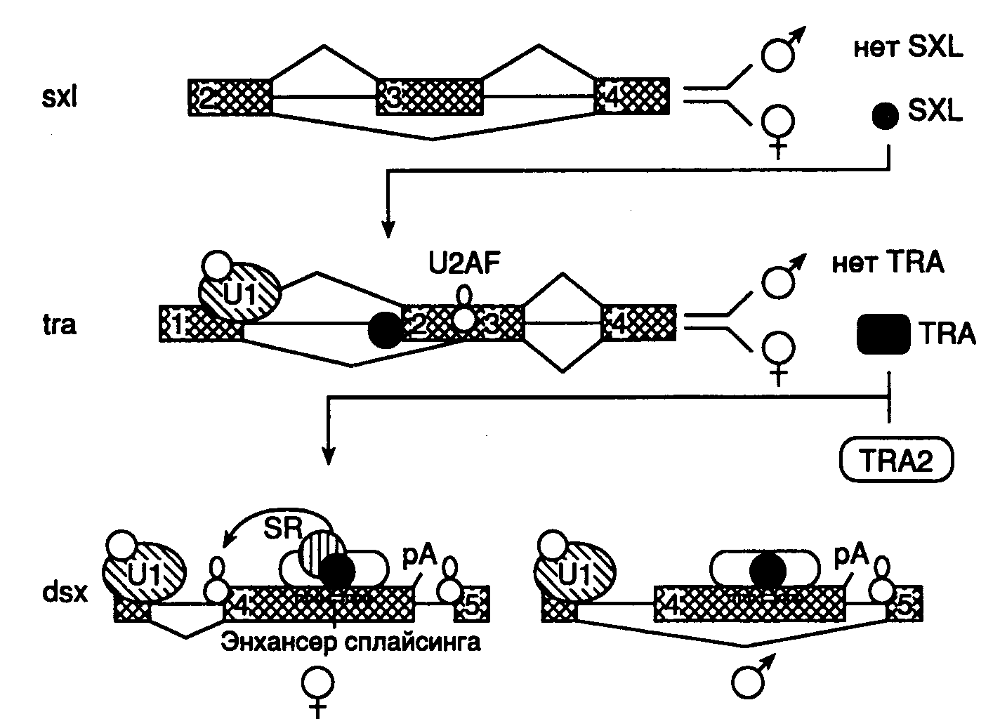 нет SXL
sxl 2 3 4
SXL
U2AF
нет TRA
U1
tra 1 2 3 4
TRA
TRA2
SR
pA pA
U1 U1
dsx 4 5 4 5
Энхансер сплайсинга